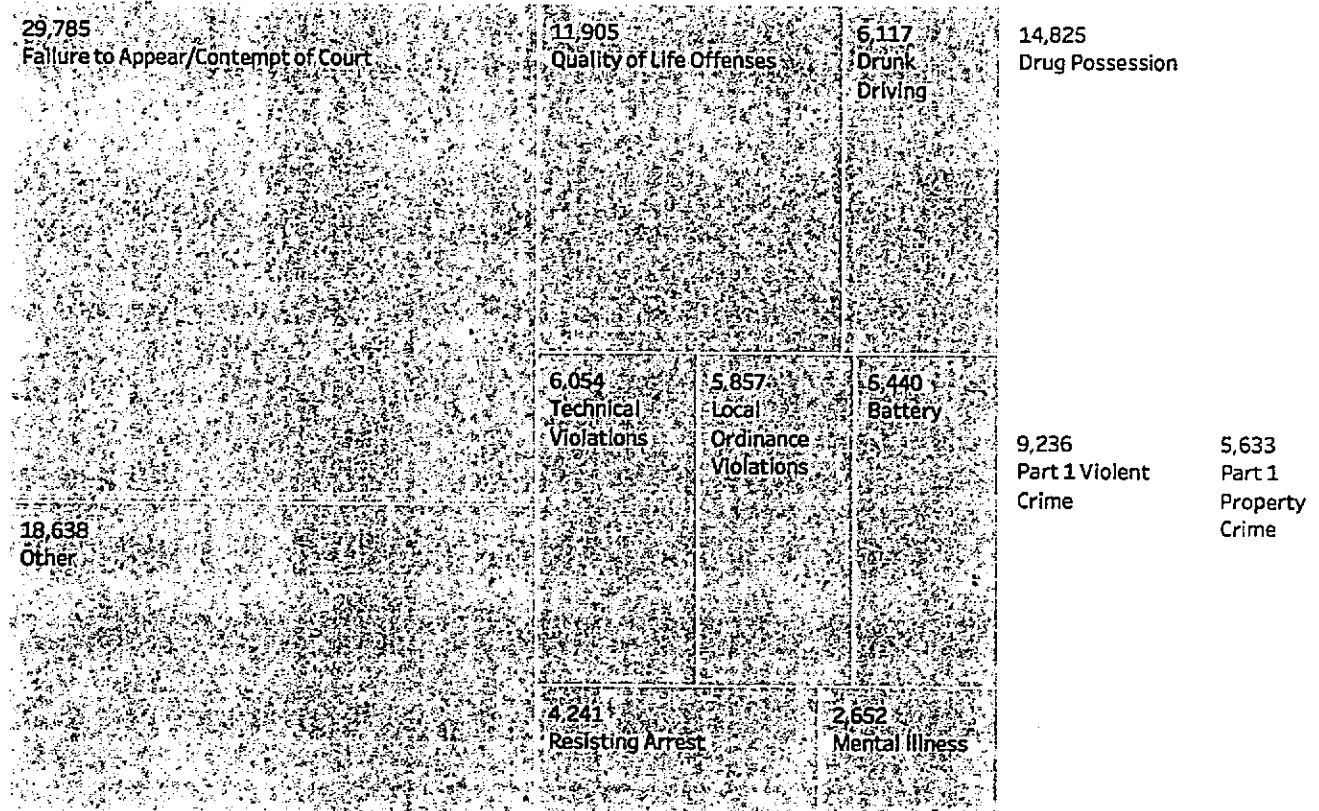 29,785
Failure to Appear/Contempt of Court
11,905
Quality of Life Offenses
6,117
Drunk
Driving
14,825
Drug Possession
6,054
Technical
Violations
5,857
Local
Ordinance
Violations
5,440
Battery
9,236
Part 1 Violent
Crime
5,633
Part 1
Property
Crime
18,638
Other
4,241
Resisting Arrest
2,652
Mental Illness